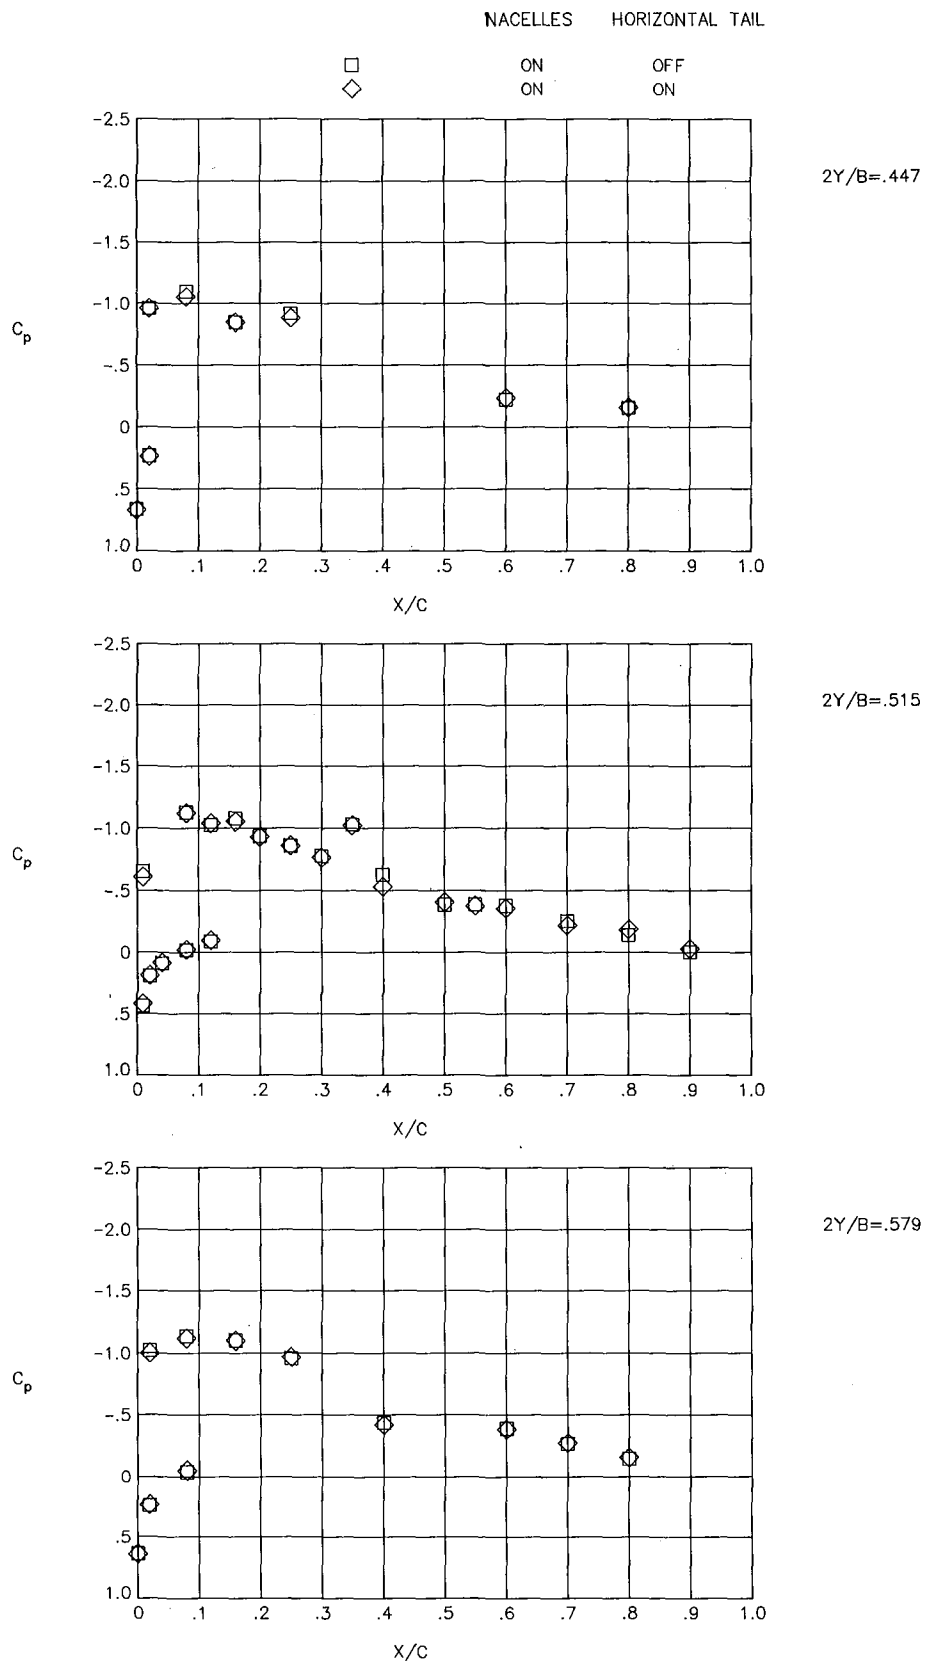 NACELLES HORIZONTAL TAIL
ON OFF
ON ON
-2.5
-2.0
2Y/B=.447
-1.5
-1.0
Cp
-.5
0
.5
1.0
0 .1 .2 .3 .4 .5 .6 .7 .8 .9 1.0
X/C
-2.5
-2.0
2Y/B=.515
-1.5
-1.0
Cp
-.5
0
.5
1.0
0 .1 .2 .3 .4 .5 .6 .7 .8 .9 1.0
X/C
-2.5
-2.0
2Y/B=.579
-1.5
-1.0
Cp
-.5
0
.5
1.0
0 .1 .2 .3 .4 .5 .6 .7 .8 .9 1.0
X/C